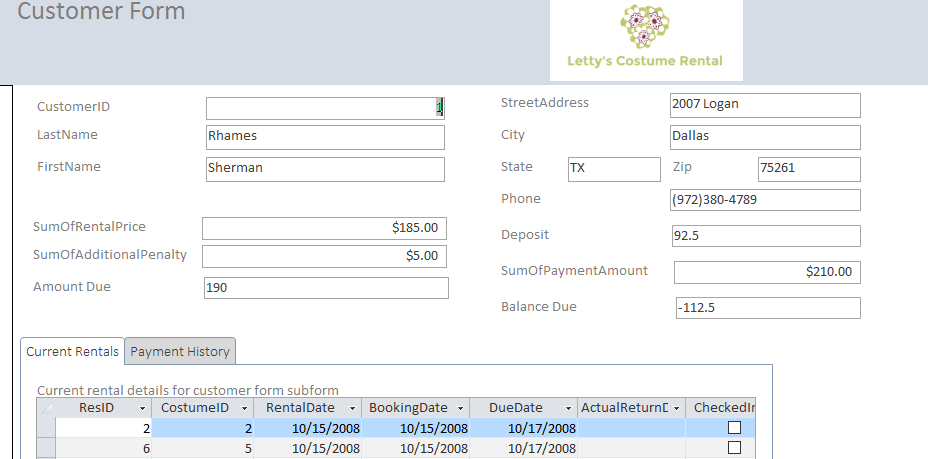 Customer Form
Letty's Costume Rental
CustomerID 1
LastName Rhames
FirstName Sherman
StreetAddress 2007 Logan
City Dallas
State TX Zip 75261
Phone (972)380-4789
SumOfRentalPrice $185.00
SumOfAdditionalPenalty $5.00
Amount Due 190
Deposit 92.5
SumOfPaymentAmount $210.00
Balance Due -112.5
Current Rentals Payment History
Current rental details for customer form subform
ResID CostumeID RentalDate BookingDate DueDate ActualReturnD CheckedIn
2 2 10/15/2008 10/15/2008 10/17/2008
6 5 10/15/2008 10/15/2008 10/17/2008